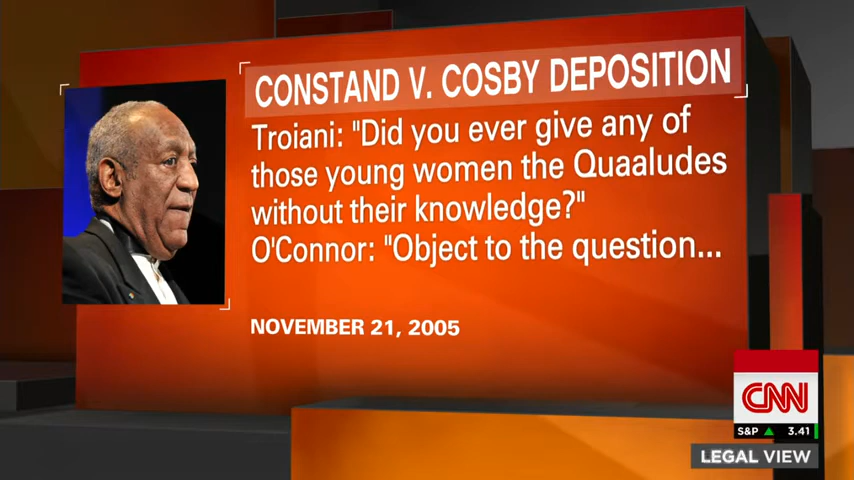 CONSTAND V. COSBY DEPOSITION
Troiani: "Did you ever give any of
those young women the Quaaludes
without their knowledge?"
O'Connor: "Object to the question...
NOVEMBER 21, 2005
CNN
S&P ▲ 3.41
LEGAL VIEW